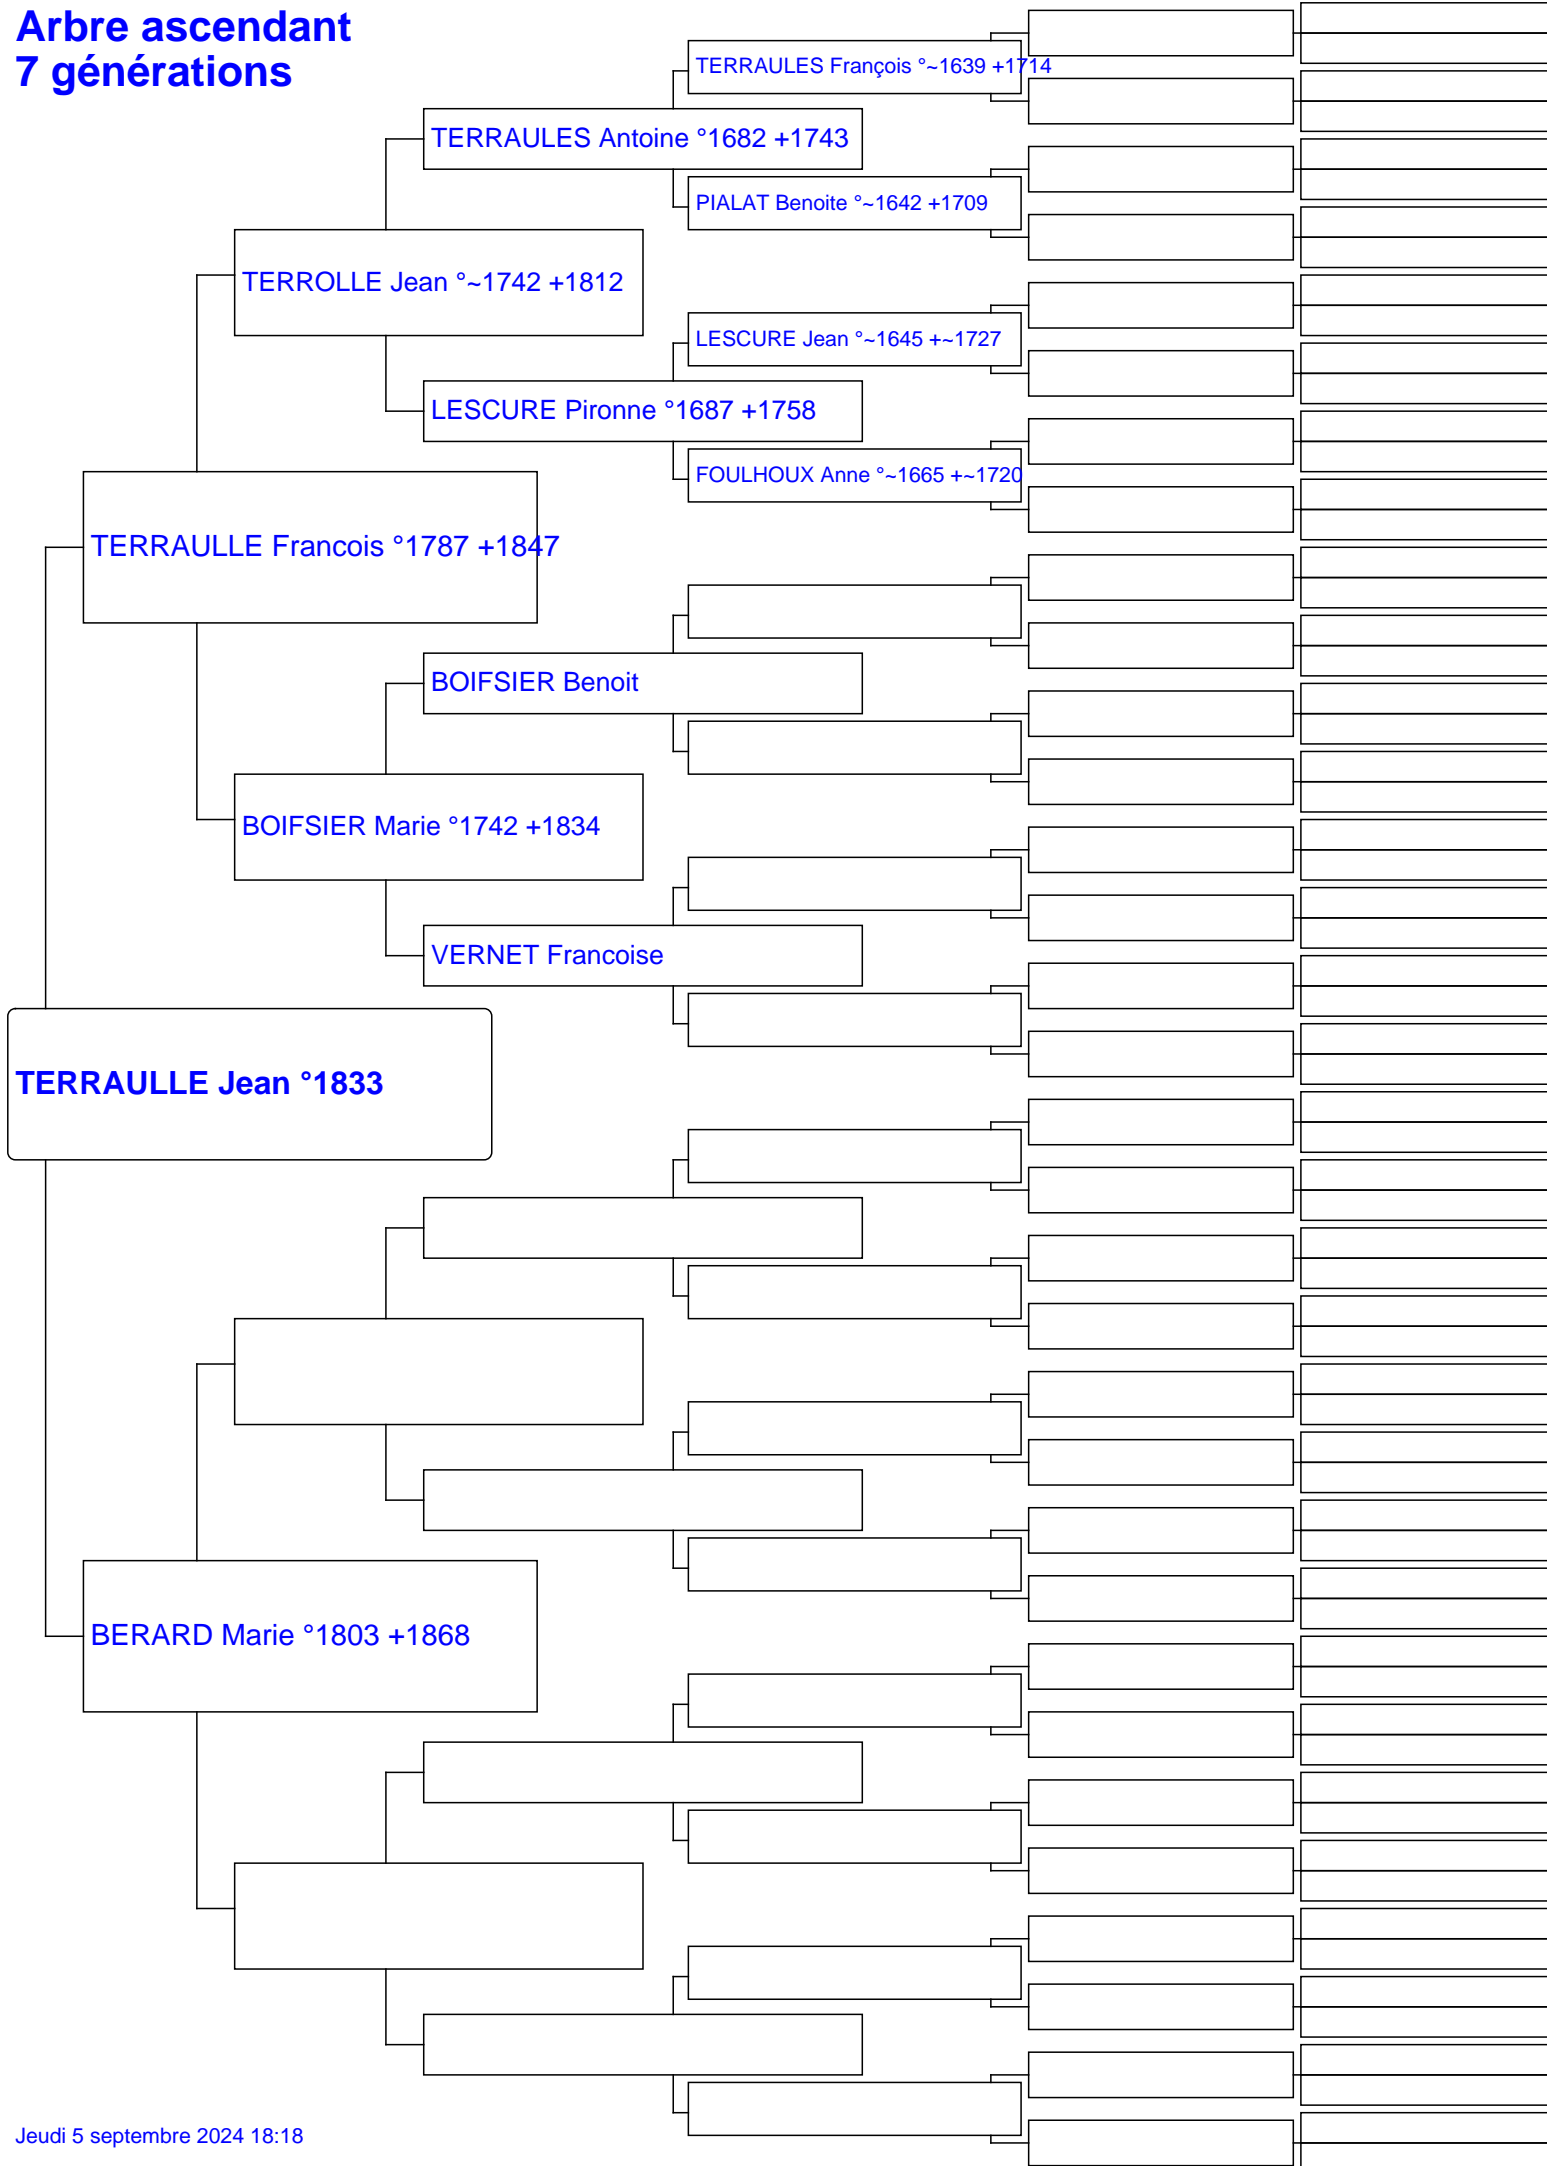 Arbre ascendant
7 générations
TERRAULES François °~1639 +1714
TERRAULES Antoine °1682 +1743
PIALAT Benoite °~1642 +1709
TERROLLE Jean °~1742 +1812
LESCURE Jean °~1645 +~1727
LESCURE Pironne °1687 +1758
FOULHOUX Anne °~1665 +~1720
TERRAULLE Francois °1787 +1847
BOIFSIER Benoit
BOIFSIER Marie °1742 +1834
VERNET Francoise
TERRAULLE Jean °1833
BERARD Marie °1803 +1868
Jeudi 5 septembre 2024 18:18